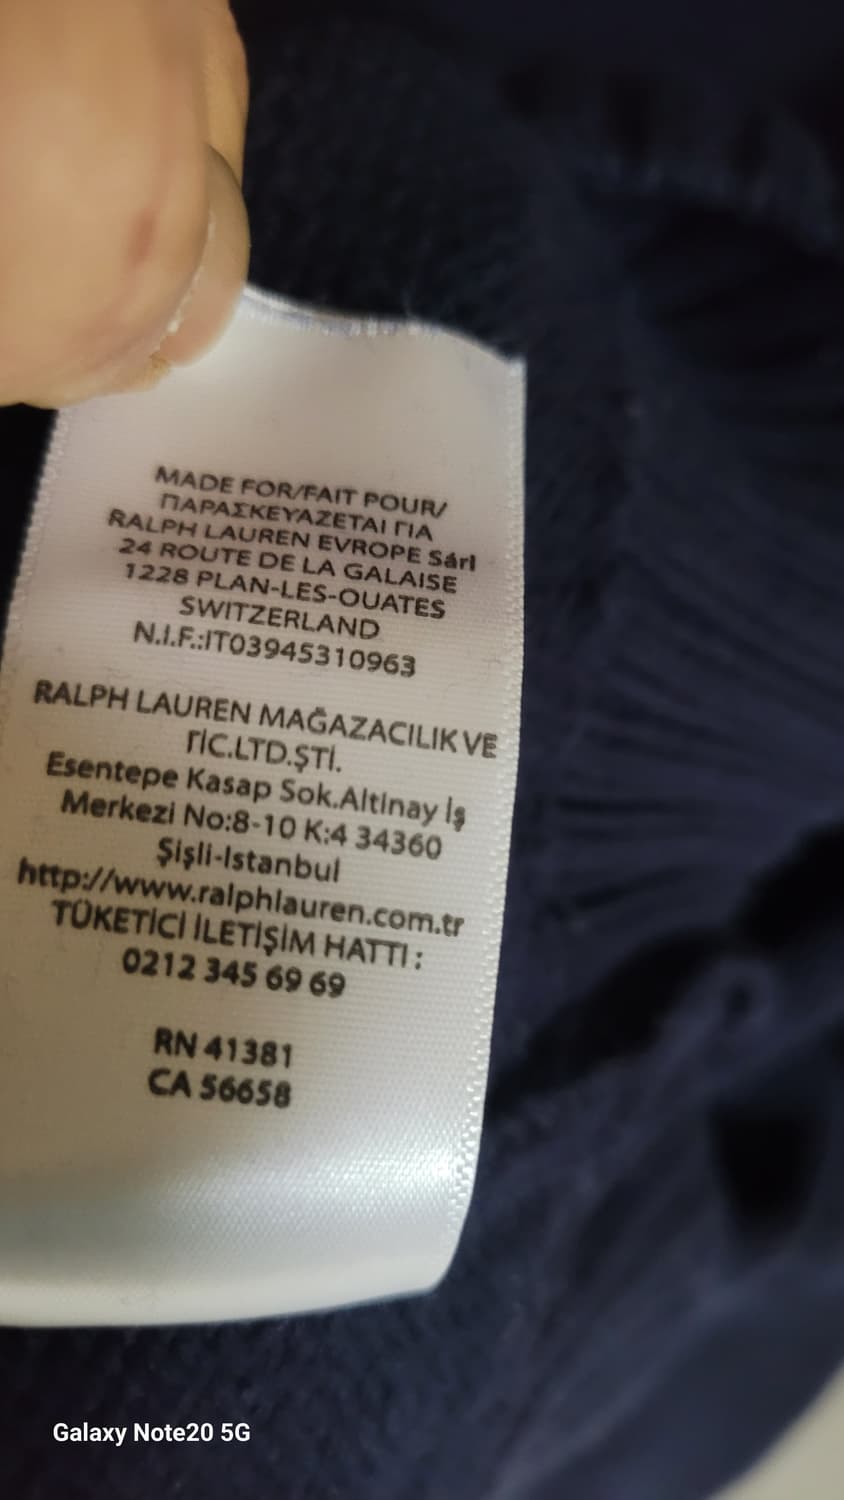 MADE FOR/FAIT POUR/
ΠΑΡΑΣΚΕΥΑΖΕΤΑΙ ΓΙΑ
RALPH LAUREN EVROPE Sárl
24 ROUTE DE LA GALAISE
1228 PLAN-LES-OUATES
SWITZERLAND
N.I.F.:IT03945310963
RALPH LAUREN MAĞAZACILIK VE
ΓİC.LTD.ŞTİ.
Esentepe Kasap Sok.Altlnay İş
Merkezi No:8-10 K:4 34360
Şişli-Istanbul
http://www.ralphlauren.com.tr
TÜKETİCİ İLETİŞİM HATTI :
0212 345 69 69
RN 41381
CA 56658
Galaxy Note20 5G